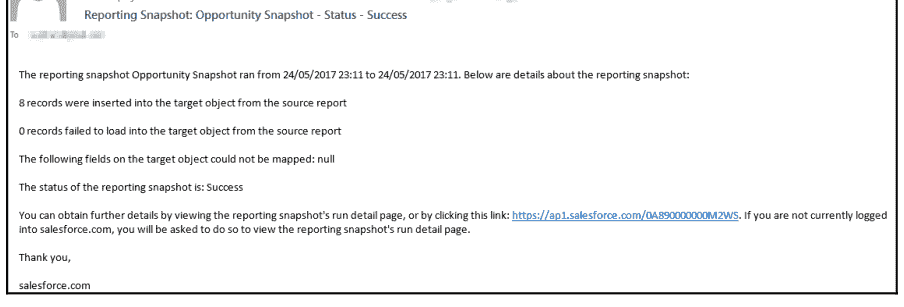 Reporting Snapshot: Opportunity Snapshot - Status - Success
To
The reporting snapshot Opportunity Snapshot ran from 24/05/2017 23:11 to 24/05/2017 23:11. Below are details about the reporting snapshot:
8 records were inserted into the target object from the source report
0 records failed to load into the target object from the source report
The following fields on the target object could not be mapped: null
The status of the reporting snapshot is: Success
You can obtain further details by viewing the reporting snapshot's run detail page, or by clicking this link: https://ap1.salesforce.com/0A890000000M2WS. If you are not currently logged
into salesforce.com, you will be asked to do so to view the reporting snapshot's run detail page.
Thank you,
salesforce.com